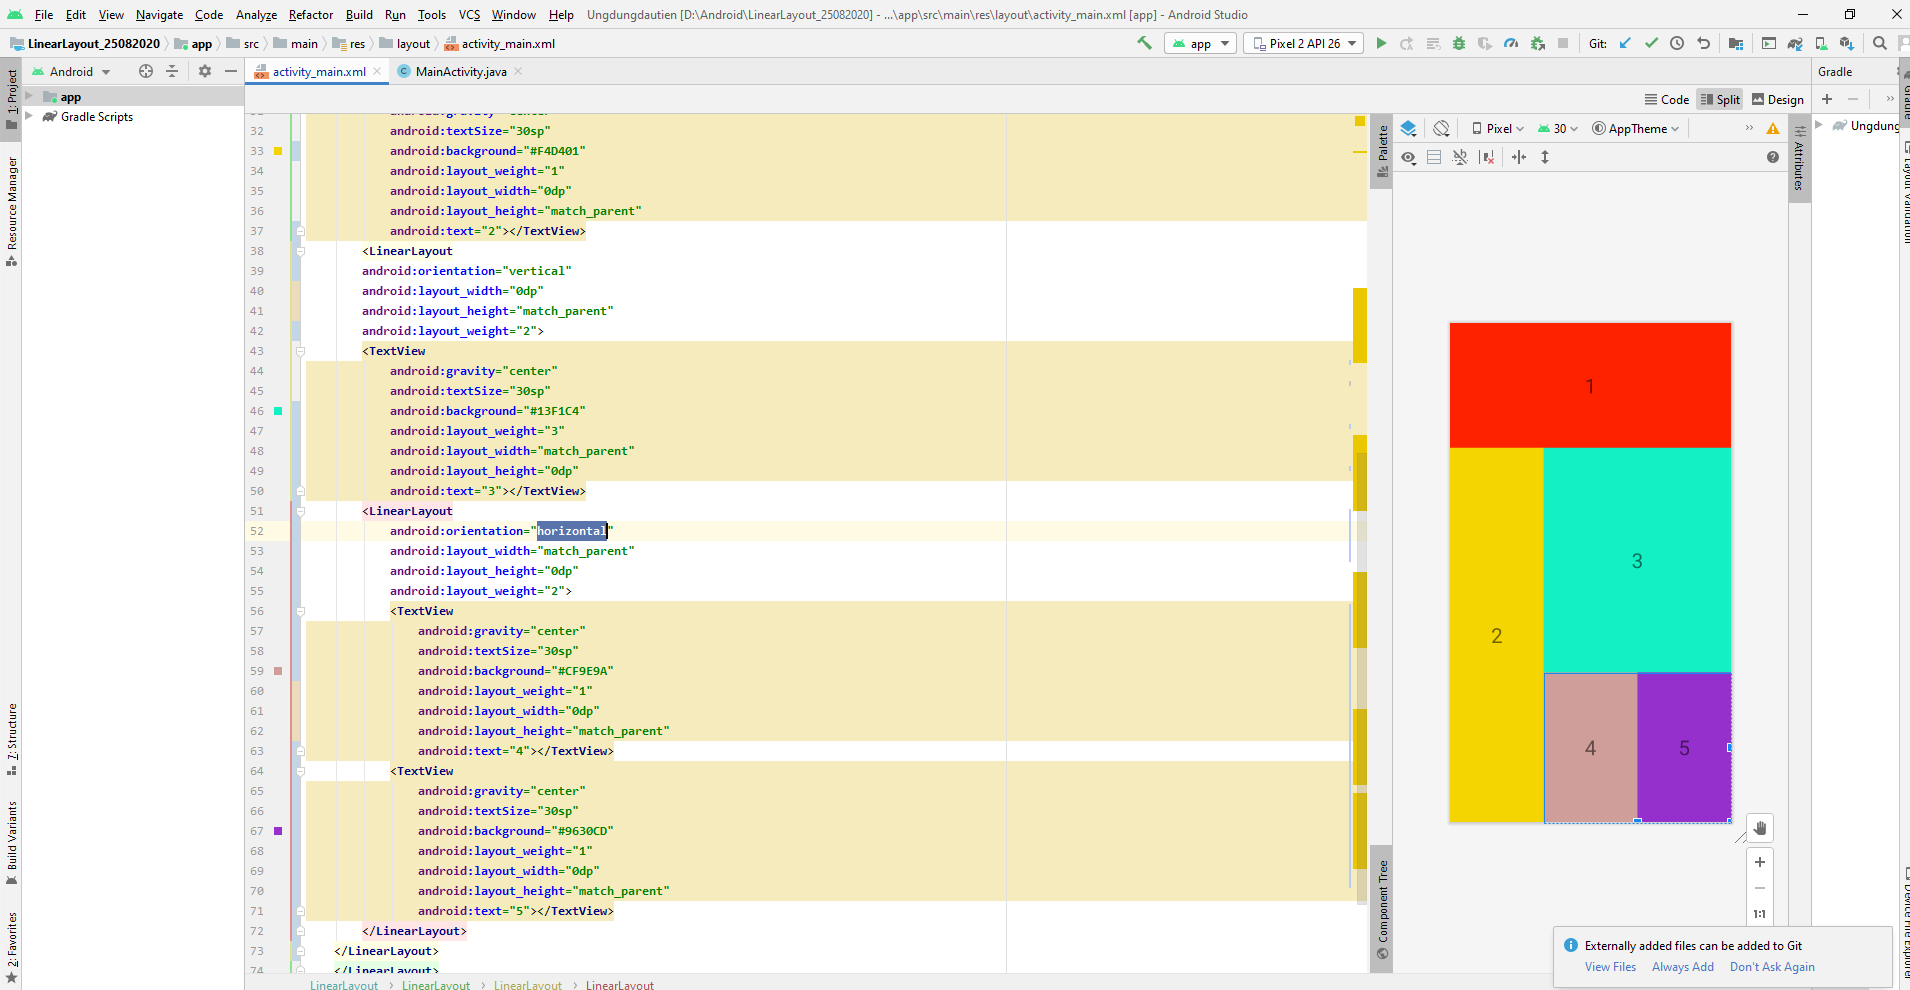 File Edit View Navigate Code Analyze Refactor Build Run Tools VCS Window Help Ungdungdautien [D:\Android\LinearLayout_25082020] - ...\app\src\main\res\layout\activity_main.xml [app] - Android Studio
LinearLayout_25082020 app src main res layout activity_main.xml app Pixel 2 API 26 Git:
Android activity_main.xml MainActivity.java Gradle
Code Split Design
app
Gradle Scripts
1: Project
Resource Manager
7: Structure
Build Variants
2: Favorites
32 android:textSize="30sp"
33 android:background="#F4D401"
34 android:layout_weight="1"
35 android:layout_width="0dp"
36 android:layout_height="match_parent"
37 android:text="2"></TextView>
38 <LinearLayout
39 android:orientation="vertical"
40 android:layout_width="0dp"
41 android:layout_height="match_parent"
42 android:layout_weight="2">
43 <TextView
44 android:gravity="center"
45 android:textSize="30sp"
46 android:background="#13F1C4"
47 android:layout_weight="3"
48 android:layout_width="match_parent"
49 android:layout_height="0dp"
50 android:text="3"></TextView>
51 <LinearLayout
52 android:orientation="horizontal"
53 android:layout_width="match_parent"
54 android:layout_height="0dp"
55 android:layout_weight="2">
56 <TextView
57 android:gravity="center"
58 android:textSize="30sp"
59 android:background="#CF9E9A"
60 android:layout_weight="1"
61 android:layout_width="0dp"
62 android:layout_height="match_parent"
63 android:text="4"></TextView>
64 <TextView
65 android:gravity="center"
66 android:textSize="30sp"
67 android:background="#9630CD"
68 android:layout_weight="1"
69 android:layout_width="0dp"
70 android:layout_height="match_parent"
71 android:text="5"></TextView>
72 </LinearLayout>
73 </LinearLayout>
74 </LinearLayout>
LinearLayout › LinearLayout › LinearLayout › LinearLayout
Palette
Component Tree
Pixel 30 AppTheme
Attributes
Ungdung
1
2
3
4
5
1:1
Externally added files can be added to Git
View Files Always Add Don't Ask Again